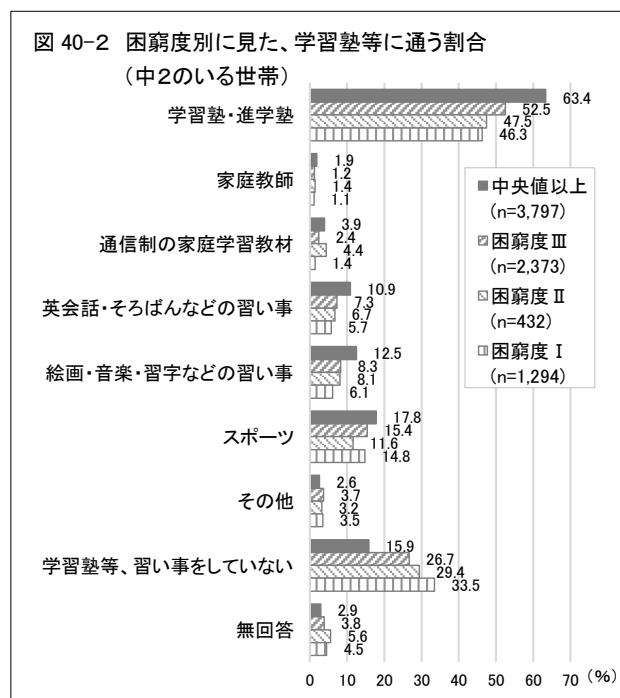 図 40-2 困窮度別に見た、学習塾等に通う割合
（中２のいる世帯）
学習塾・進学塾
63.4
52.5
47.5
46.3
家庭教師
1.9
1.2
1.4
1.1
通信制の家庭学習教材
3.9
2.4
4.4
1.4
英会話・そろばんなどの習い事
10.9
7.3
6.7
5.7
絵画・音楽・習字などの習い事
12.5
8.3
8.1
6.1
スポーツ
17.8
15.4
11.6
14.8
その他
2.6
3.7
3.2
3.5
学習塾等、習い事をしていない
15.9
26.7
29.4
33.5
無回答
2.9
3.8
5.6
4.5
中央値以上
(n=3,797)
困窮度Ⅲ
(n=2,373)
困窮度Ⅱ
(n=432)
困窮度Ⅰ
(n=1,294)
0 10 20 30 40 50 60 70 (%)